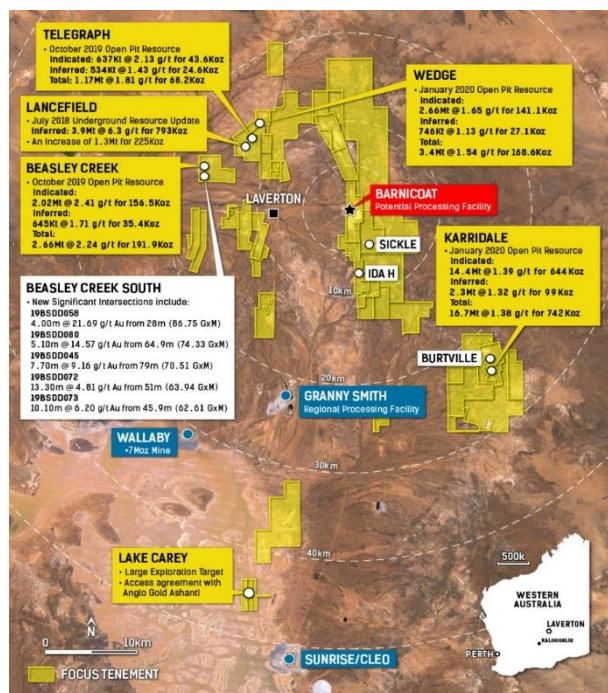 TELEGRAPH
• October 2019 Open Pit Resource
Indicated: 637Kt @ 2.13 g/t for 43.6Koz
Inferred: 534Kt @ 1.43 g/t for 24.6Koz
Total: 1.17Mt @ 1.81 g/t for 68.2Koz
LANCEFIELD
• July 2018 Underground Resource Update
Inferred: 3.9Mt @ 6.3 g/t for 793Koz
• An Increase of 1.3Mt for 225Koz
BEASLEY CREEK
• October 2019 Open Pit Resource
Indicated:
2.02Mt @ 2.41 g/t for 156.5Koz
Inferred:
645Kt @ 1.71 g/t for 35.4Koz
Total:
2.66Mt @ 2.24 g/t for 191.9Koz
BEASLEY CREEK SOUTH
• New Significant Intersections include:
19BSDD058
4.00m @ 21.69 g/t Au from 28m (86.75 GxM)
19BSDD080
5.10m @ 14.57 g/t Au from 64.9m (74.33 GxM)
19BSDD045
7.70m @ 9.16 g/t Au from 79m (70.51 GxM)
19BSDD072
13.30m @ 4.81 g/t Au from 51m (63.94 GxM)
19BSDD073
10.10m @ 6.20 g/t Au from 45.9m (62.61 GxM)
WEDGE
• January 2020 Open Pit Resource
Indicated:
2.66Mt @ 1.65 g/t for 141.1Koz
Inferred:
746Kt @ 1.13 g/t for 27.1Koz
Total:
3.4Mt @ 1.54 g/t for 168.6Koz
LAVERTON
BARNICOAT
Potential Processing Facility
SICKLE
IDA H
10km
KARRIDALE
• January 2020 Open Pit Resource
Indicated:
14.4Mt @ 1.39 g/t for 644Koz
Inferred:
2.3Mt @ 1.32 g/t for 99Koz
Total:
16.7Mt @ 1.38 g/t for 742Koz
BURTVILLE
20km
GRANNY SMITH
Regional Processing Facility
WALLABY
+7Moz Mine
30km
40km
LAKE CAREY
• Large Exploration Target
• Access agreement with
Anglo Gold Ashanti
N
0 10km
FOCUS TENEMENT
SUNRISE/CLEO
500k
WESTERN
AUSTRALIA
LAVERTON
KALGOORLIE
PERTH